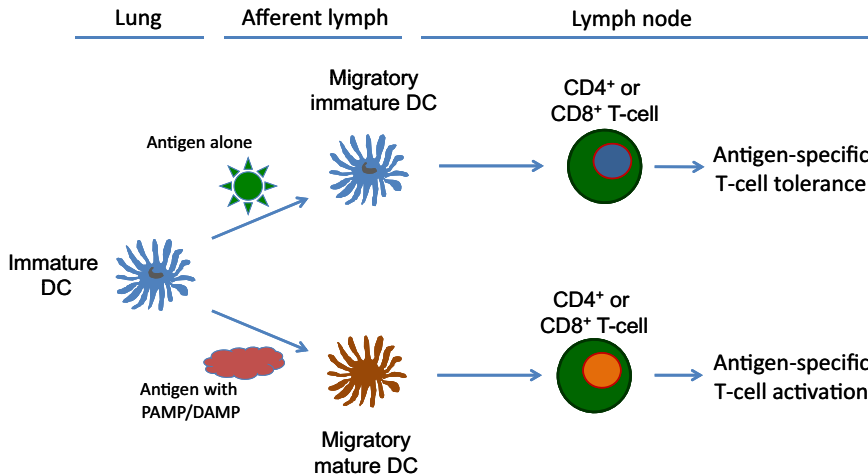 Lung
Afferent lymph
Lymph node
Migratory
immature DC
CD4⁺ or
CD8⁺ T-cell
Antigen alone
Antigen-specific
T-cell tolerance
Immature
DC
CD4⁺ or
CD8⁺ T-cell
Antigen with
PAMP/DAMP
Antigen-specific
T-cell activation
Migratory
mature DC